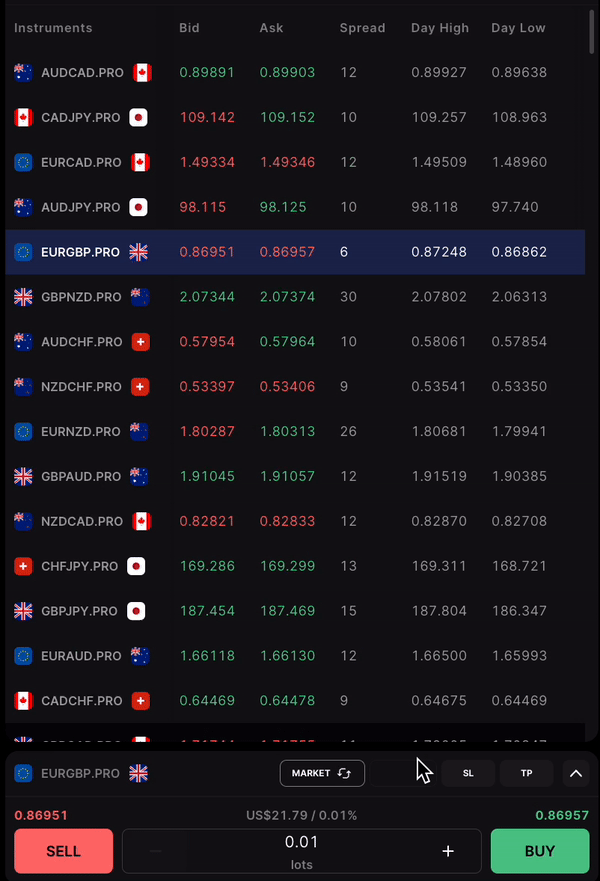 Instruments Bid Ask Spread Day High Day Low
AUDCAD.PRO 0.89891 0.89903 12 0.89927 0.89638
CADJPY.PRO 109.142 109.152 10 109.257 108.963
EURCAD.PRO 1.49334 1.49346 12 1.49509 1.48960
AUDJPY.PRO 98.115 98.125 10 98.118 97.740
EURGBP.PRO 0.86951 0.86957 6 0.87248 0.86862
GBPNZD.PRO 2.07344 2.07374 30 2.07802 2.06313
AUDCHF.PRO 0.57954 0.57964 10 0.58061 0.57854
NZDCHF.PRO 0.53397 0.53406 9 0.53541 0.53350
EURNZD.PRO 1.80287 1.80313 26 1.80681 1.79941
GBPAUD.PRO 1.91045 1.91057 12 1.91519 1.90385
NZDCAD.PRO 0.82821 0.82833 12 0.82870 0.82708
CHFJPY.PRO 169.286 169.299 13 169.311 168.721
GBPJPY.PRO 187.454 187.469 15 187.804 186.347
EURAUD.PRO 1.66118 1.66130 12 1.66500 1.65993
CADCHF.PRO 0.64469 0.64478 9 0.64675 0.64469
EURGBP.PRO MARKET SL TP
0.86951 US$21.79 / 0.01% 0.86957
SELL 0.01 + BUY
lots